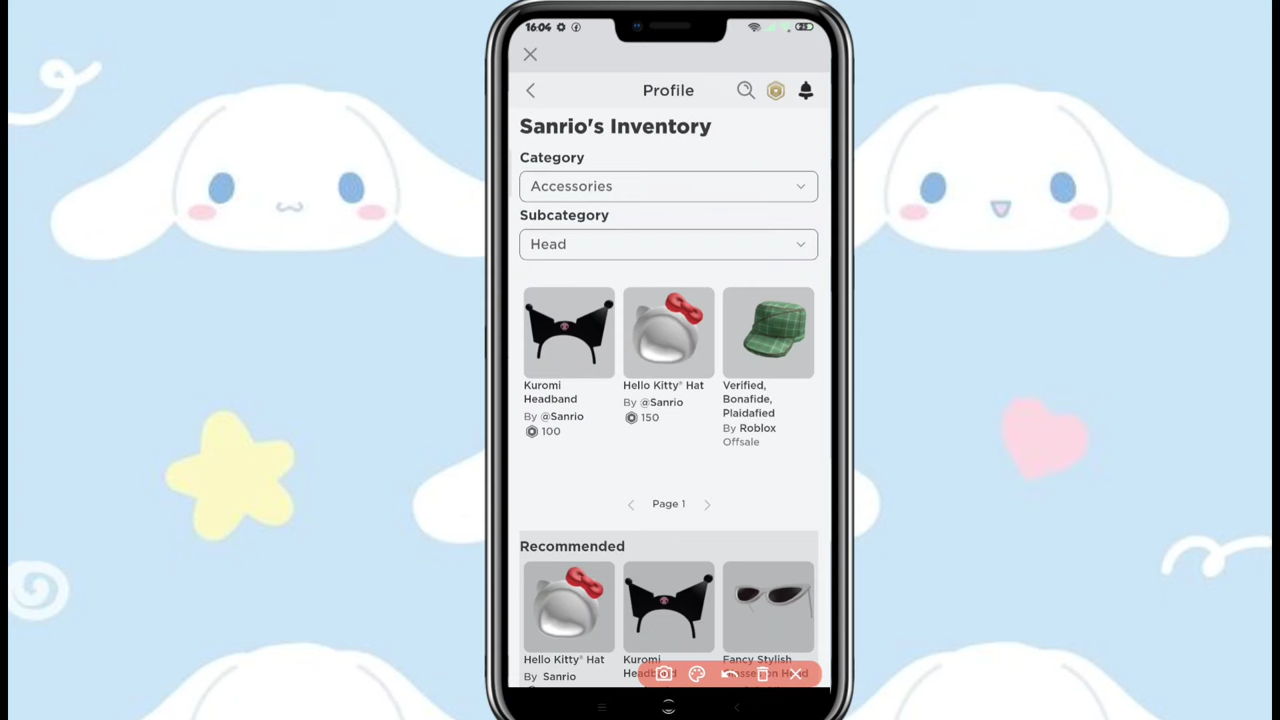 16:04
Profile
Sanrio's Inventory
Category
Accessories
Subcategory
Head
Kuromi
Headband
By @Sanrio
100
Hello Kitty® Hat
By @Sanrio
150
Verified,
Bonafide,
Plaidafied
By Roblox
Offsale
Page 1
Recommended
Hello Kitty® Hat
By Sanrio
Kuromi
Headband
Fancy Stylish